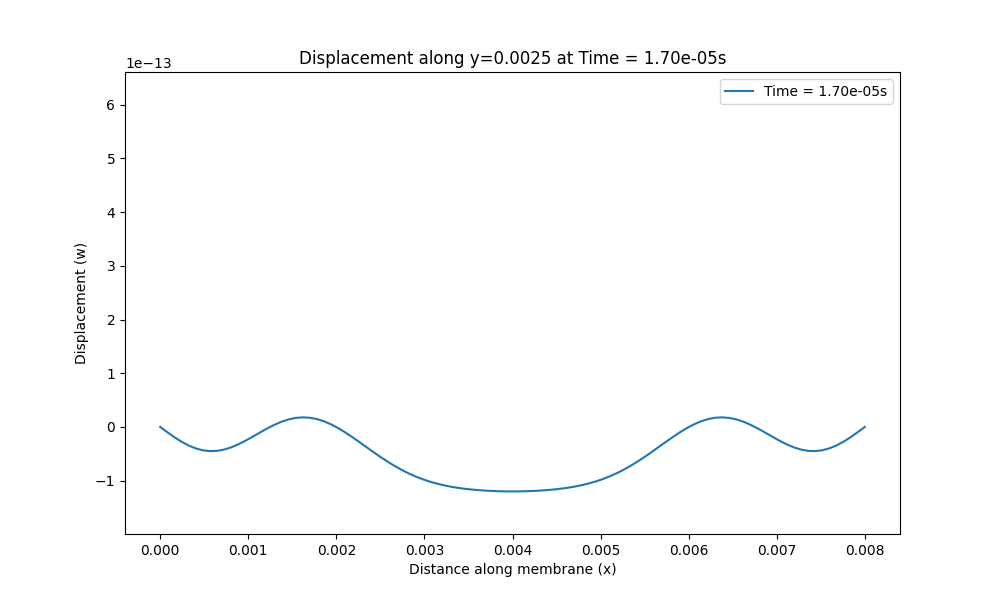 Displacement along y=0.0025 at Time = 1.70e-05s
1e−13
Time = 1.70e-05s
6
5
4
3
2
1
0
−1
Displacement (w)
0.000 0.001 0.002 0.003 0.004 0.005 0.006 0.007 0.008
Distance along membrane (x)